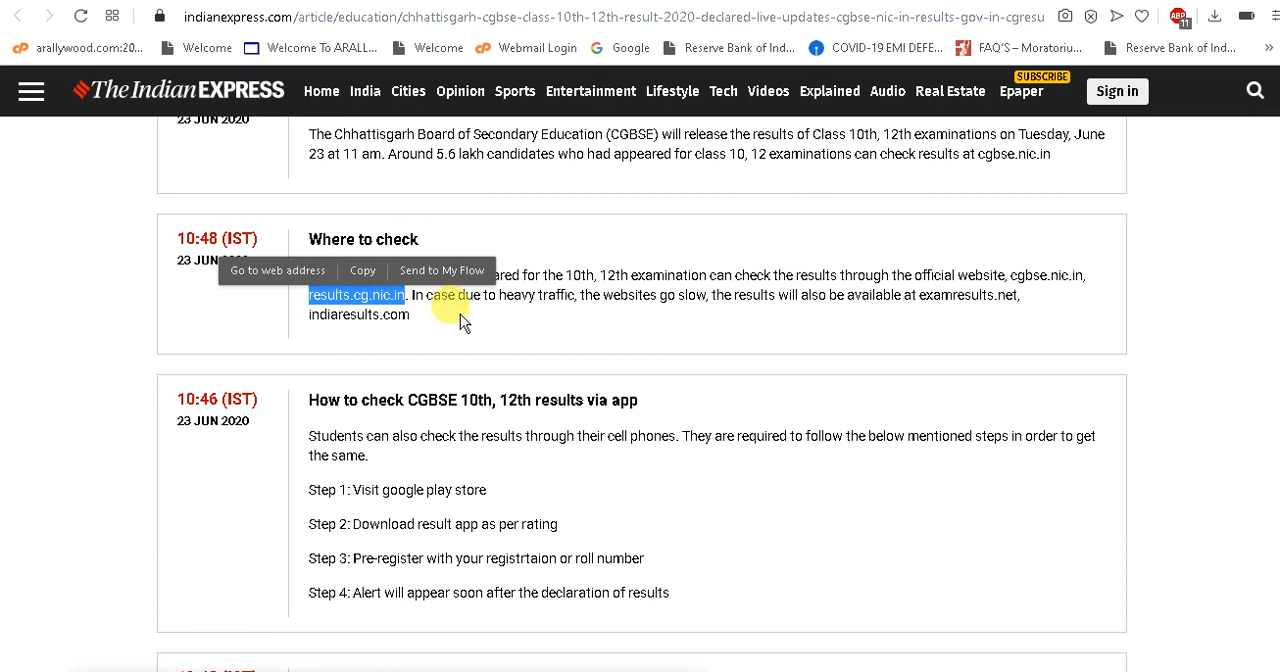 indianexpress.com/article/education/chhattisgarh-cgbse-class-10th-12th-result-2020-declared-live-updates-cgbse-nic-in-results-gov-in-cgresu
ABP
11
arallywood.com:20...
Welcome
Welcome To ARALL...
Welcome
Webmail Login
Google
Reserve Bank of Ind...
COVID-19 EMI DEFE...
FAQ'S – Moratoriu...
Reserve Bank of Ind...
»
The Indian EXPRESS
Home
India
Cities
Opinion
Sports
Entertainment
Lifestyle
Tech
Videos
Explained
Audio
Real Estate
SUBSCRIBE
Epaper
Sign in
23 JUN 2020
The Chhattisgarh Board of Secondary Education (CGBSE) will release the results of Class 10th, 12th examinations on Tuesday, June
23 at 11 am. Around 5.6 lakh candidates who had appeared for class 10, 12 examinations can check results at cgbse.nic.in
10:48 (IST)
23 JUN
Where to check
Go to web address
Copy
Send to My Flow
ared for the 10th, 12th examination can check the results through the official website, cgbse.nic.in,
results.cg.nic.in. In case due to heavy traffic, the websites go slow, the results will also be available at examresults.net,
indiaresults.com
10:46 (IST)
23 JUN 2020
How to check CGBSE 10th, 12th results via app
Students can also check the results through their cell phones. They are required to follow the below mentioned steps in order to get
the same.
Step 1: Visit google play store
Step 2: Download result app as per rating
Step 3: Pre-register with your registrtaion or roll number
Step 4: Alert will appear soon after the declaration of results